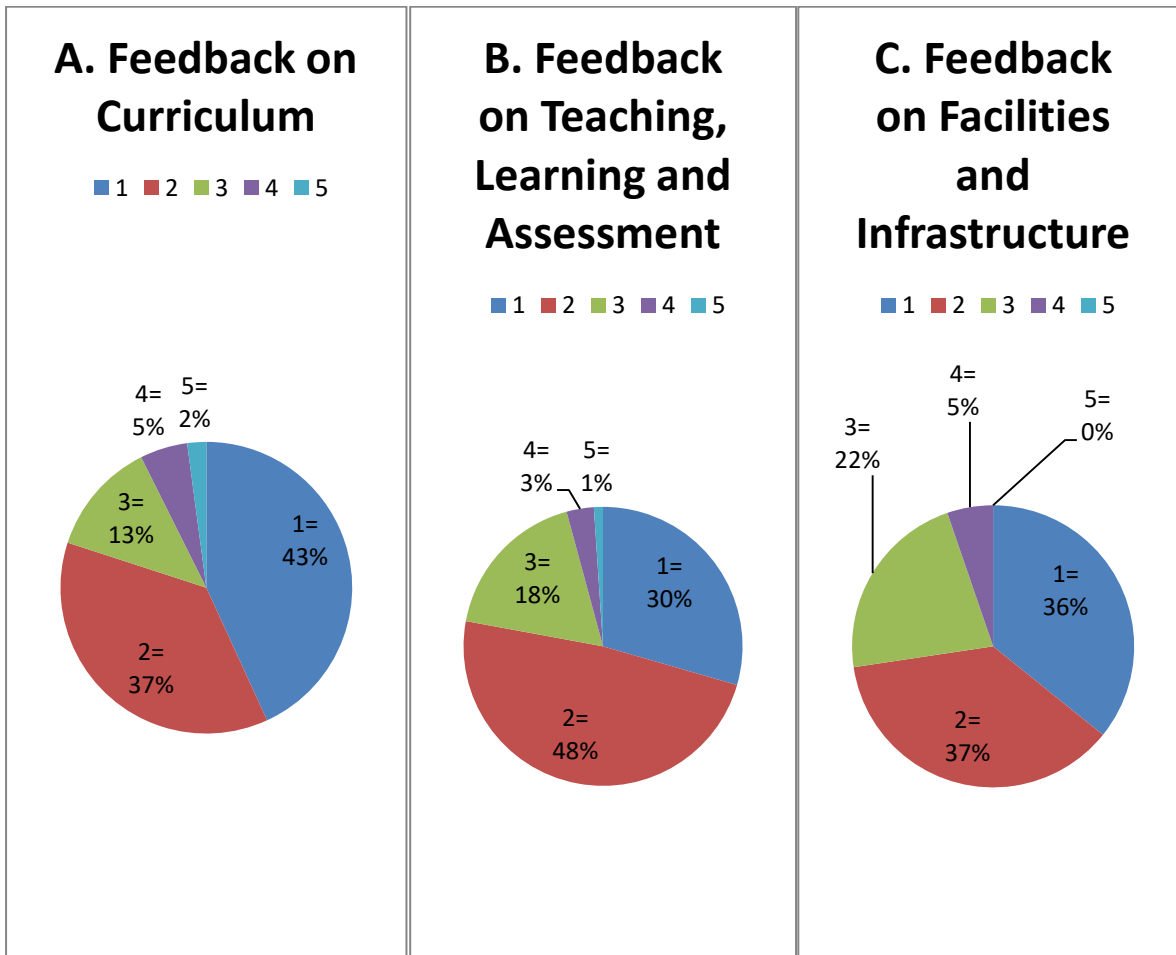 A. Feedback on
Curriculum
1 2 3 4 5
4=
5%
5=
2%
3=
13%
1=
43%
2=
37%
B. Feedback
on Teaching,
Learning and
Assessment
1 2 3 4 5
4=
3%
5=
1%
3=
18%
1=
30%
2=
48%
C. Feedback
on Facilities
and
Infrastructure
1 2 3 4 5
4=
5%
5=
0%
3=
22%
1=
36%
2=
37%